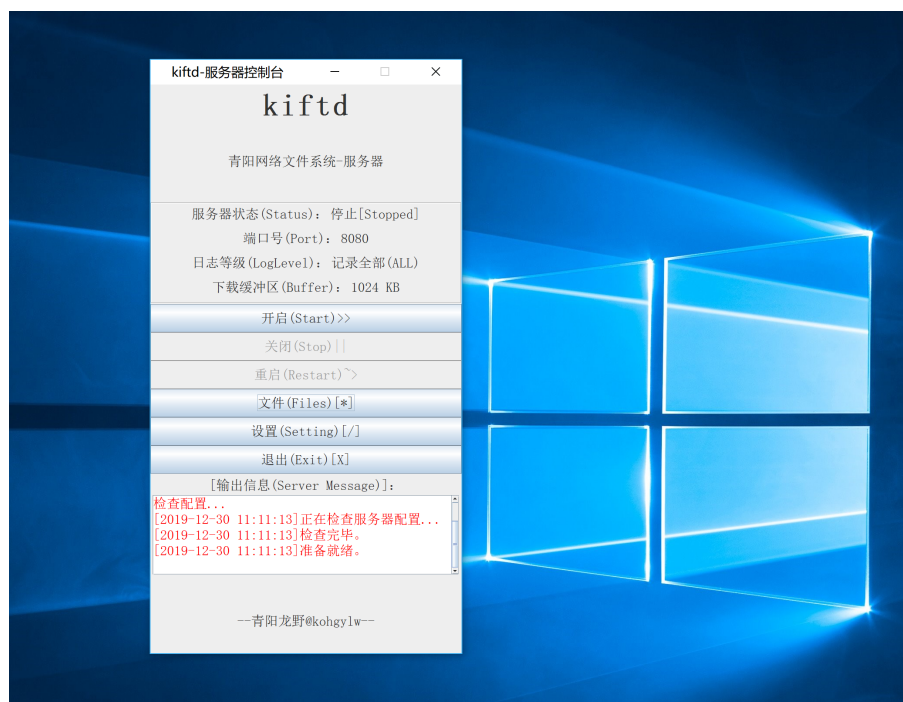 kiftd-服务器控制台
kiftd
青阳网络文件系统-服务器
服务器状态(Status): 停止[Stopped]
端口号(Port): 8080
日志等级(LogLevel): 记录全部(ALL)
下载缓冲区(Buffer): 1024 KB
开启(Start)>>
关闭(Stop)||
重启(Restart)~>
文件(Files)[*]
设置(Setting)[/]
退出(Exit)[X]
[输出信息(Server Message)]:
检查配置...
[2019-12-30 11:11:13]正在检查服务器配置...
[2019-12-30 11:11:13]检查完毕。
[2019-12-30 11:11:13]准备就绪。
--青阳龙野@kohgylw--